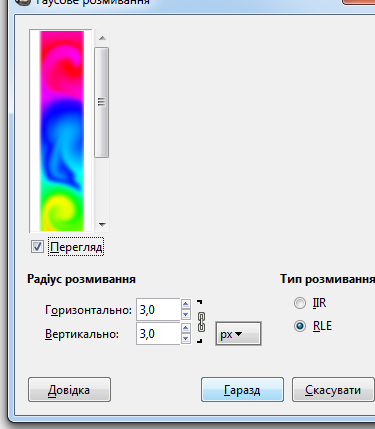 Гаусове розмивання
Перегляд
Радіус розмивання
Тип розмивання
Горизонтально: 3,0
IIR
Вертикально: 3,0
px
RLE
Довідка
Гаразд
Скасувати